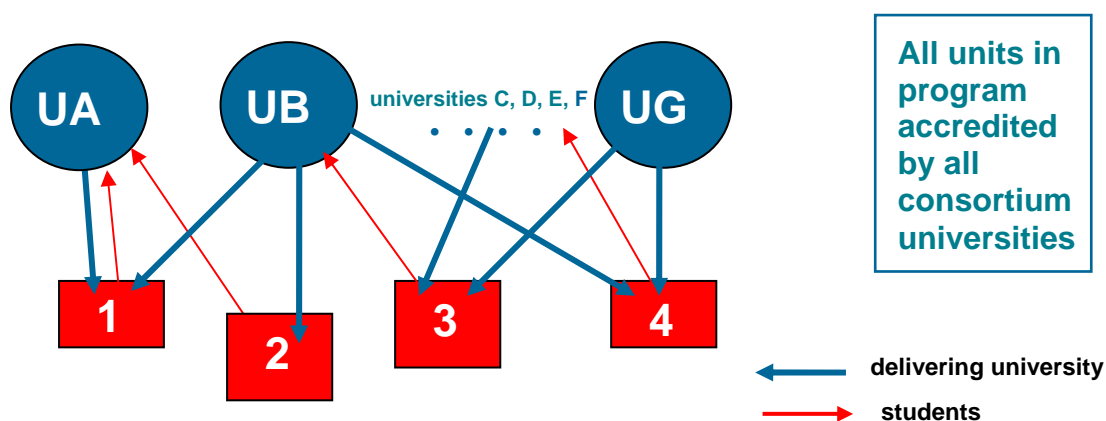 UA
UB
universities C, D, E, F
. . . .
UG
All units in
program
accredited
by all
consortium
universities
1
2
3
4
delivering university
students